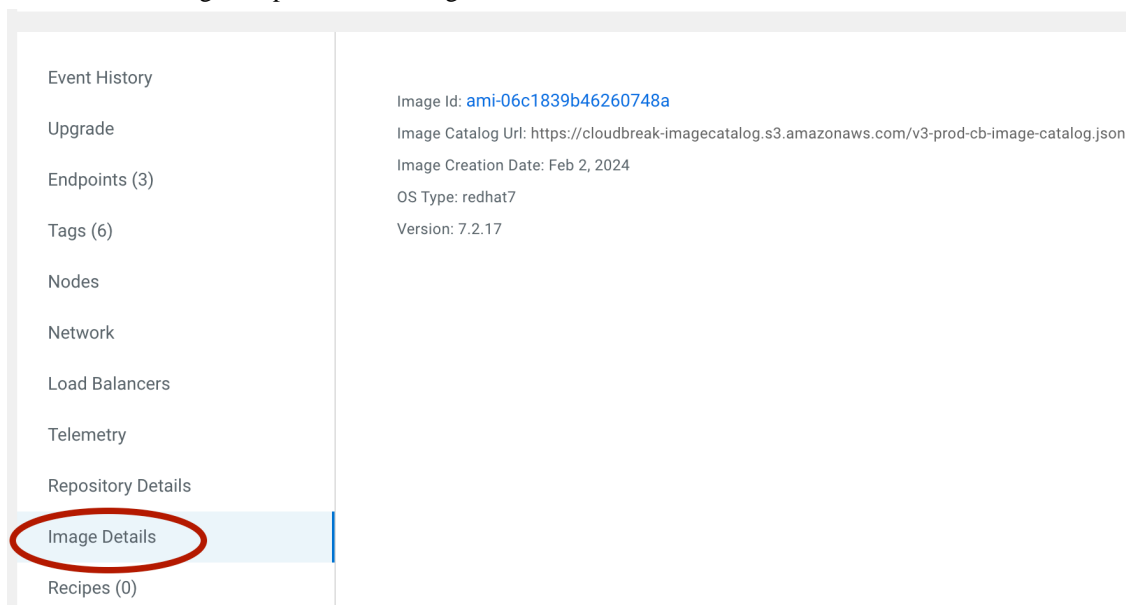 Event History
Upgrade
Endpoints (3)
Tags (6)
Nodes
Network
Load Balancers
Telemetry
Repository Details
Image Details
Recipes (0)
Image Id: ami-06c1839b46260748a
Image Catalog Url: https://cloudbreak-imagecatalog.s3.amazonaws.com/v3-prod-cb-image-catalog.json
Image Creation Date: Feb 2, 2024
OS Type: redhat7
Version: 7.2.17